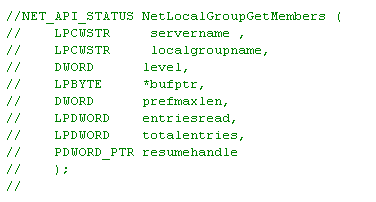 //NET_API_STATUS NetLocalGroupGetMembers (
//    LPCWSTR     servername ,
//    LPCWSTR     localgroupname,
//    DWORD      level,
//    LPBYTE     *bufptr,
//    DWORD      prefmaxlen,
//    LPDWORD    entriesread,
//    LPDWORD    totalentries,
//    PDWORD_PTR resumehandle
//    );
//